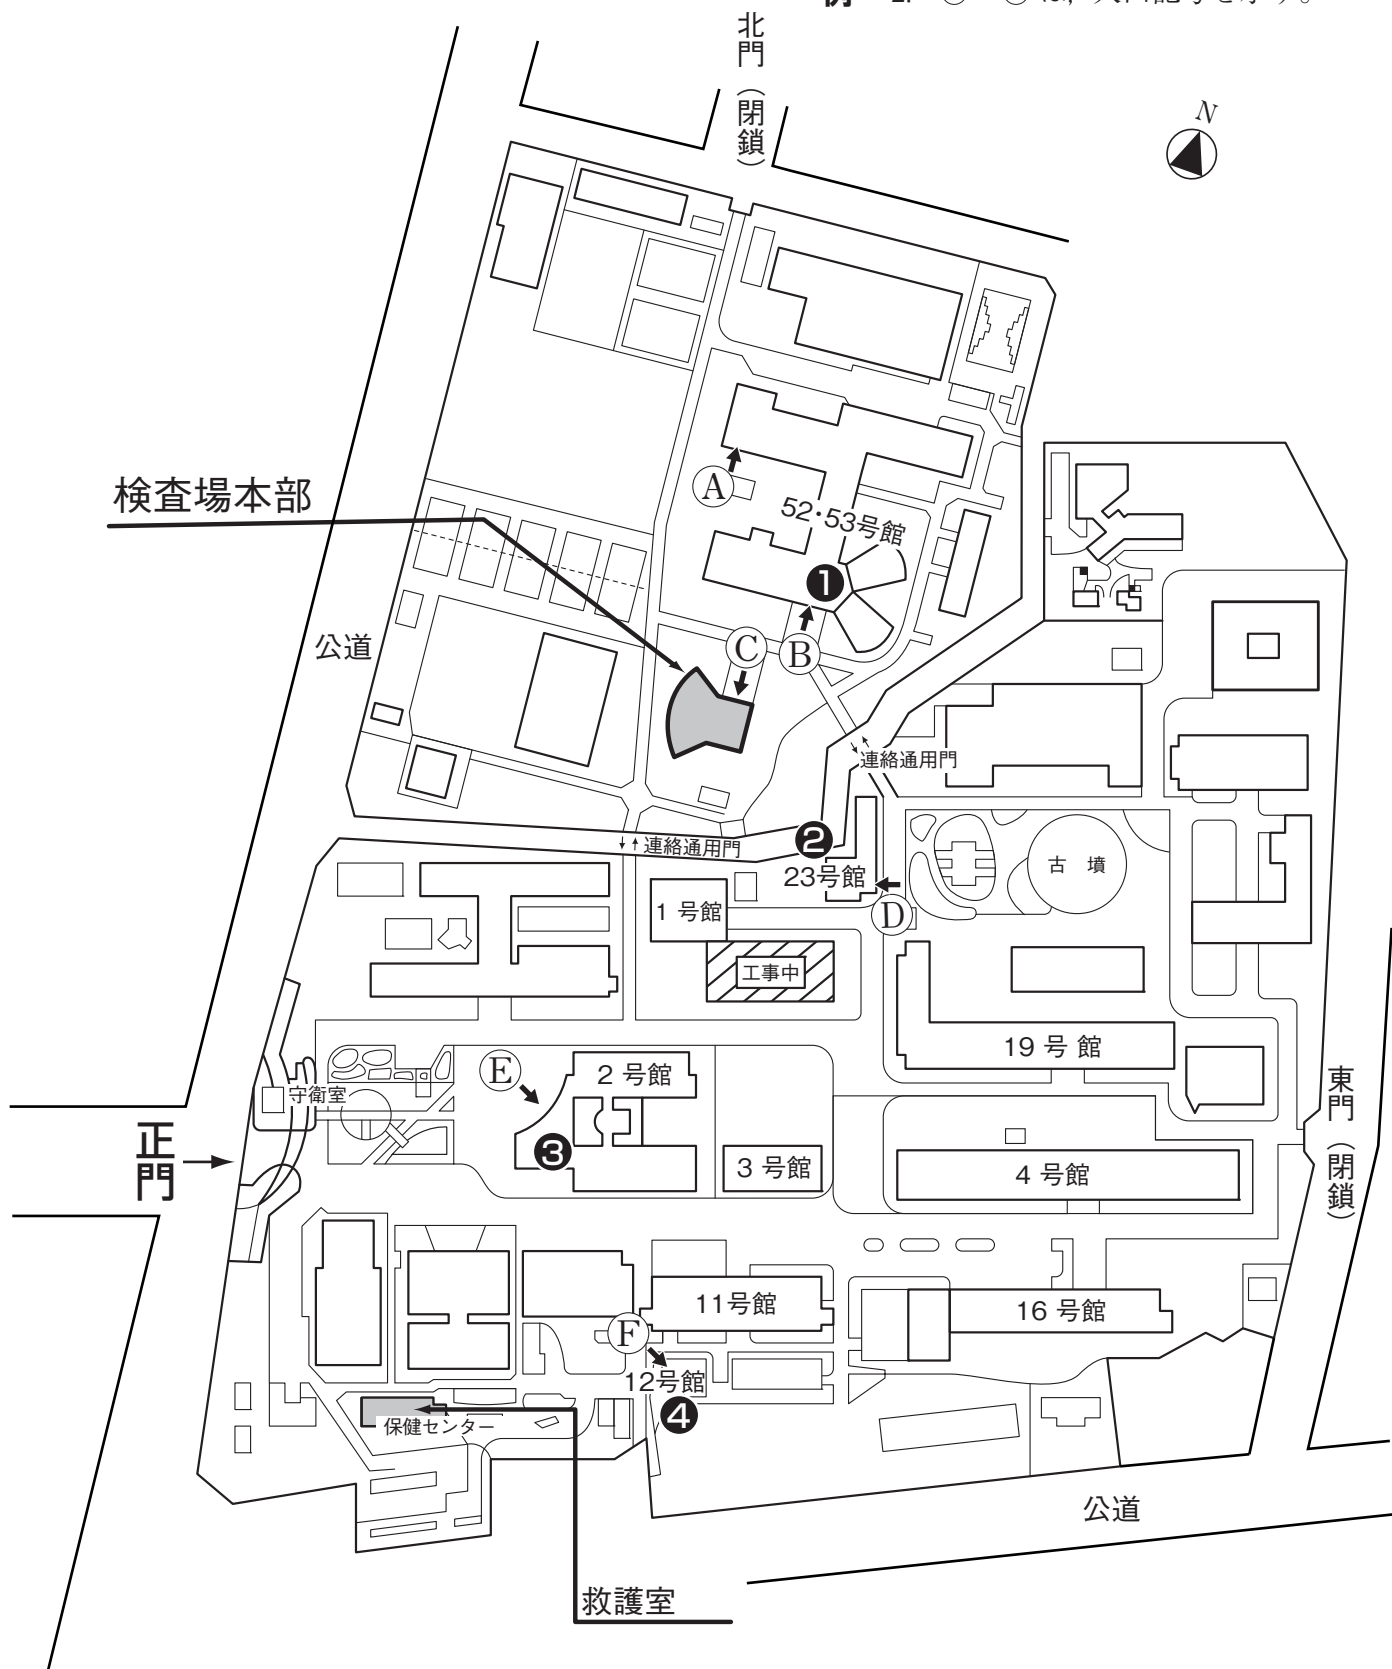 北門（閉鎖）
N
検査場本部
A
52・53号館
❶
公道
C
B
連絡通用門
連絡通用門
❷
23号館
古墳
1号館
D
工事中
19号館
E
2号館
守衛室
東門（閉鎖）
正門
❸
3号館
4号館
11号館
16号館
F
12号館
❹
保健センター
公道
救護室